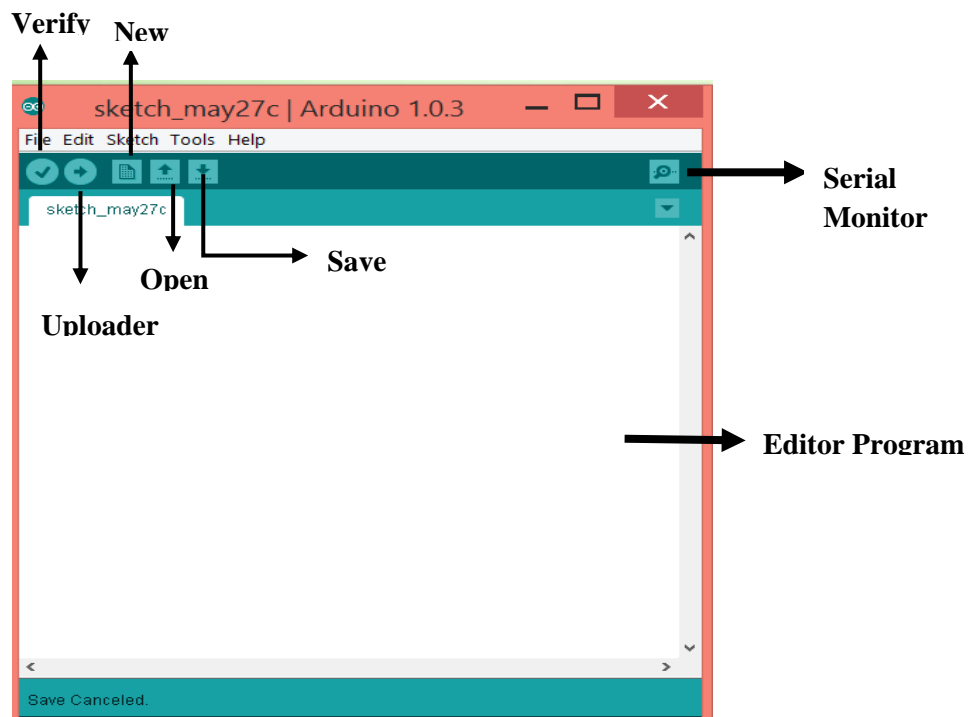 Verify
New
sketch_may27c | Arduino 1.0.3
File Edit Sketch Tools Help
sketch_may27c
Serial
Monitor
Save
Open
Uploader
Editor Program
Save Canceled.